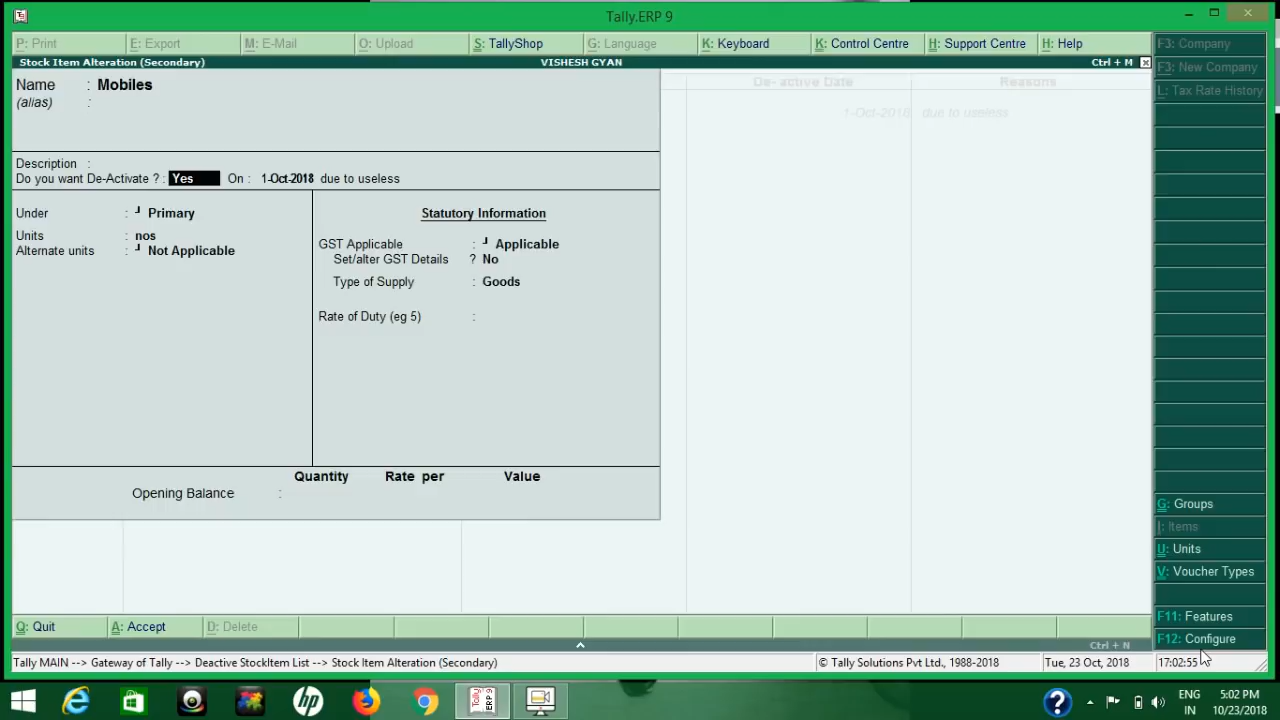 Tally.ERP 9
P: Print E: Export M: E-Mail O: Upload S: TallyShop G: Language K: Keyboard K: Control Centre H: Support Centre H: Help F3: Company
Stock Item Alteration (Secondary) VISHESH GYAN Ctrl + M
F3: New Company
Name : Mobiles De- active Date Reasons
L: Tax Rate History
(alias) :
1-Oct-2018 due to useless
Description :
Do you want De-Activate ? : Yes On : 1-Oct-2018 due to useless
Under : Primary Statutory Information
Units : nos
GST Applicable : Applicable
Alternate units : Not Applicable
Set/alter GST Details ? No
Type of Supply : Goods
Rate of Duty (eg 5) :
Quantity Rate per Value
Opening Balance :
G: Groups
I: Items
U: Units
V: Voucher Types
F11: Features
Q: Quit A: Accept D: Delete
F12: Configure
Ctrl + N
Tally MAIN --> Gateway of Tally --> Deactive StockItem List --> Stock Item Alteration (Secondary) © Tally Solutions Pvt Ltd., 1988-2018 Tue, 23 Oct, 2018 17:02:55
hp Tally ERP 9 ? ENG 5:02 PM
IN 10/23/2018